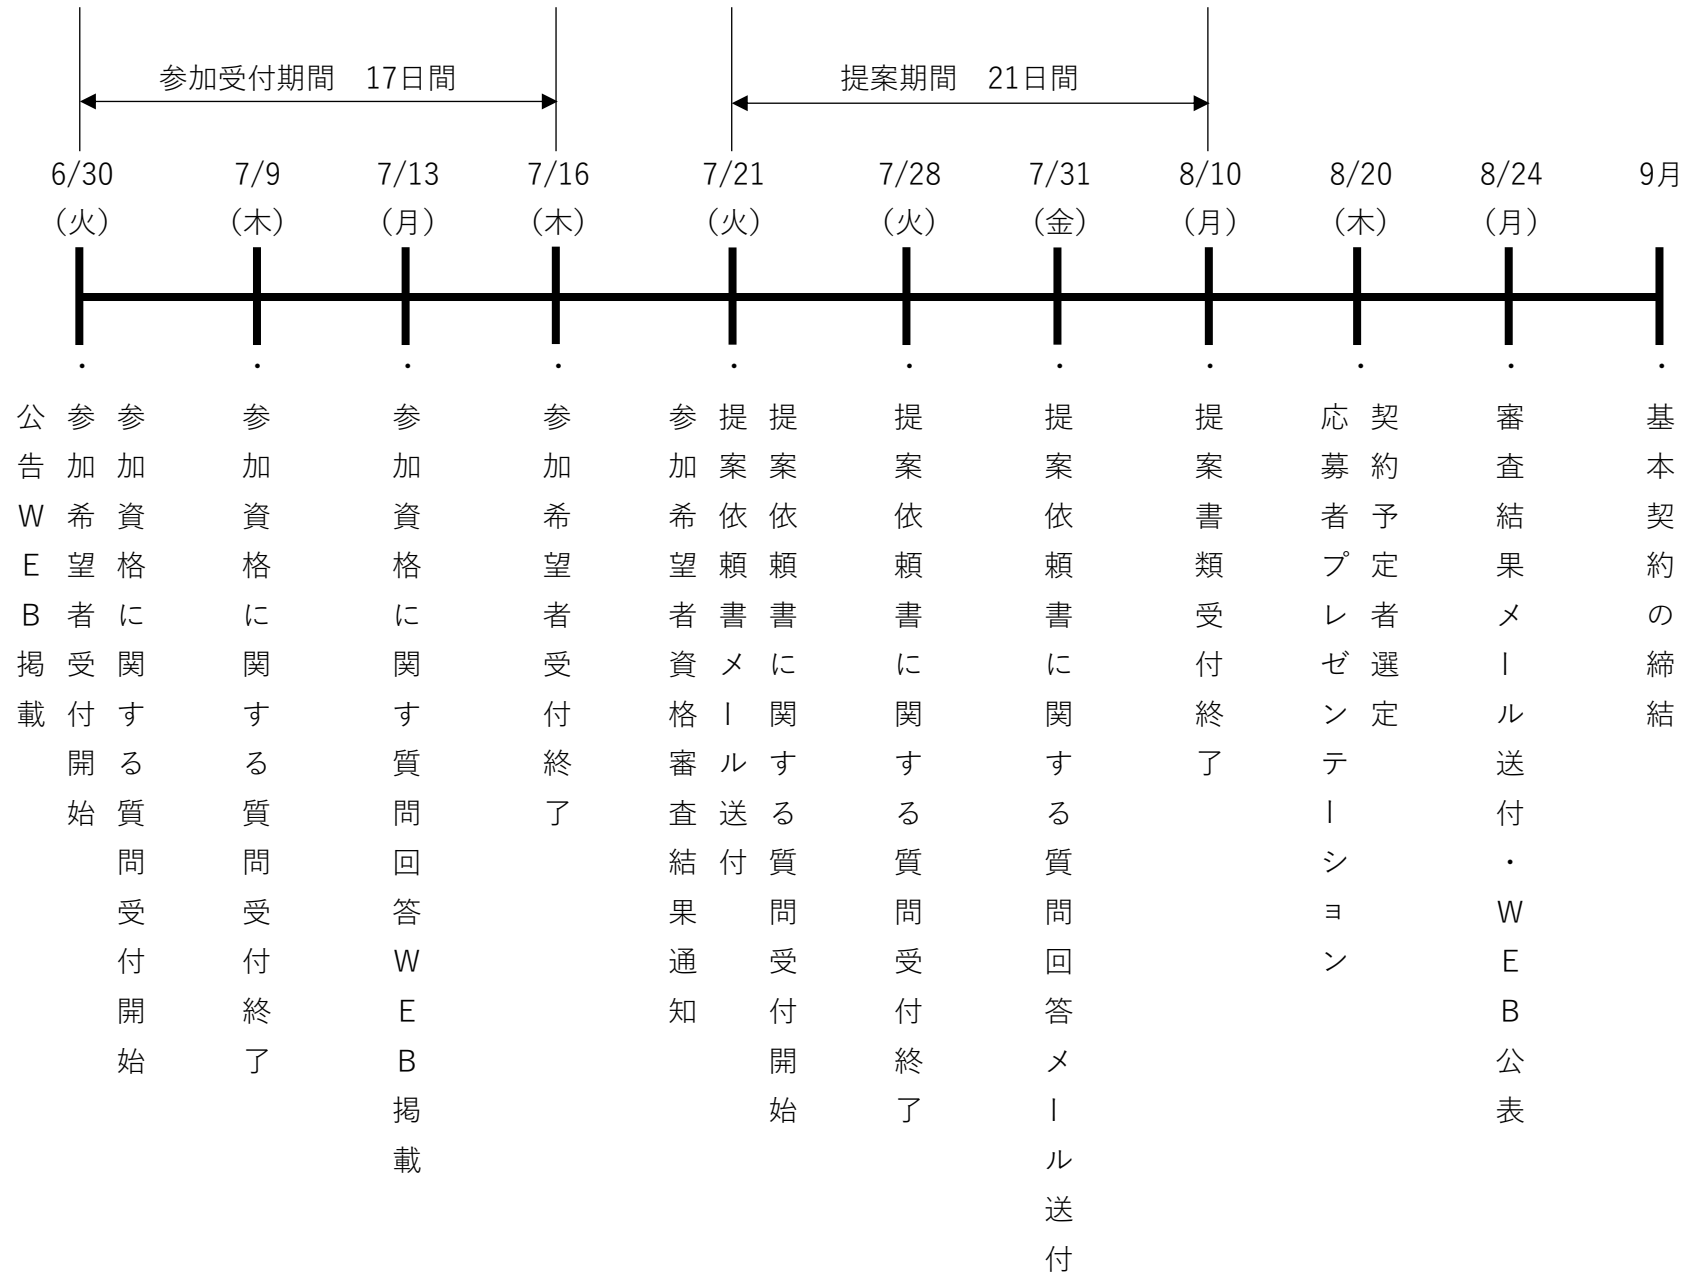 参加受付期間　17日間
提案期間　21日間
6/30
（火）
7/9
（木）
7/13
（月）
7/16
（木）
7/21
（火）
7/28
（火）
7/31
（金）
8/10
（月）
8/20
（木）
8/24
（月）
9月
・
公告ＷＥＢ掲載
参加希望者受付開始
参加資格に関する質問受付開始
・
参加資格に関する質問受付終了
・
参加資格に関す質問回答ＷＥＢ掲載
・
参加希望者受付終了
・
参加希望者資格審査結果通知
提案依頼書メール送付
提案依頼書に関する質問受付開始
・
提案依頼書に関する質問受付終了
・
提案依頼書に関する質問回答メール送付
・
提案書類受付終了
・
応募者プレゼンテーション
契約予定者選定
・
審査結果メール送付・ＷＥＢ公表
・
基本契約の締結